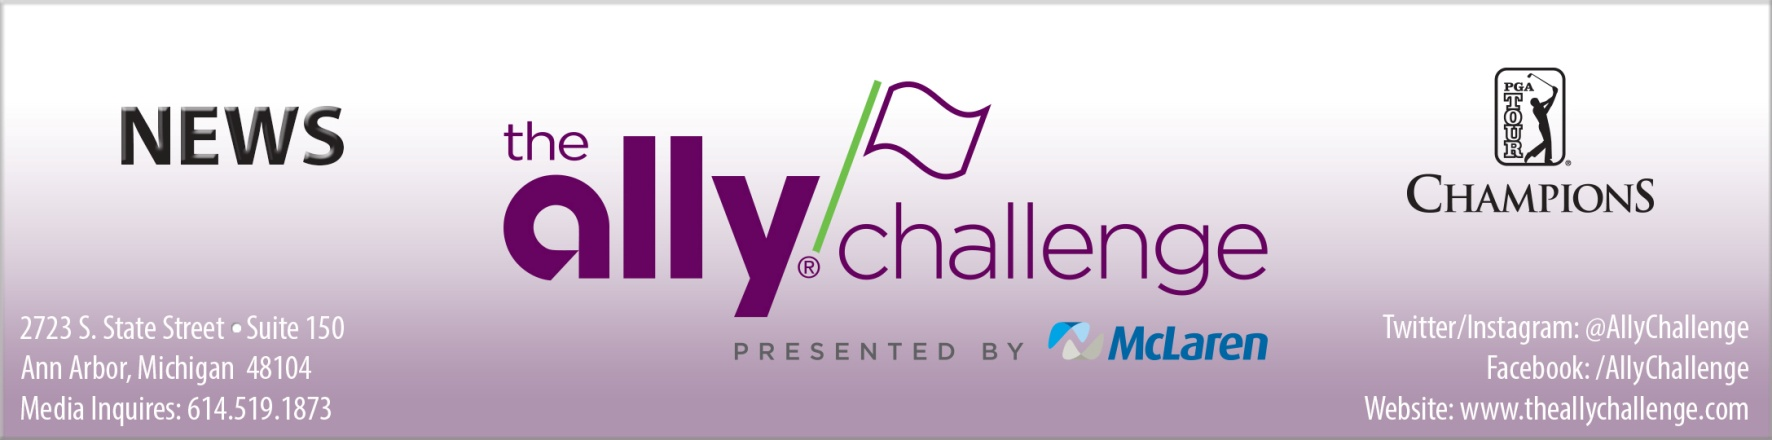 NEWS
the
ally® challenge
PRESENTED BY McLaren
PGA
TOUR®
CHAMPIONS
2723 S. State Street • Suite 150
Ann Arbor, Michigan 48104
Media Inquires: 614.519.1873
Twitter/Instagram: @AllyChallenge
Facebook: /AllyChallenge
Website: www.theallychallenge.com